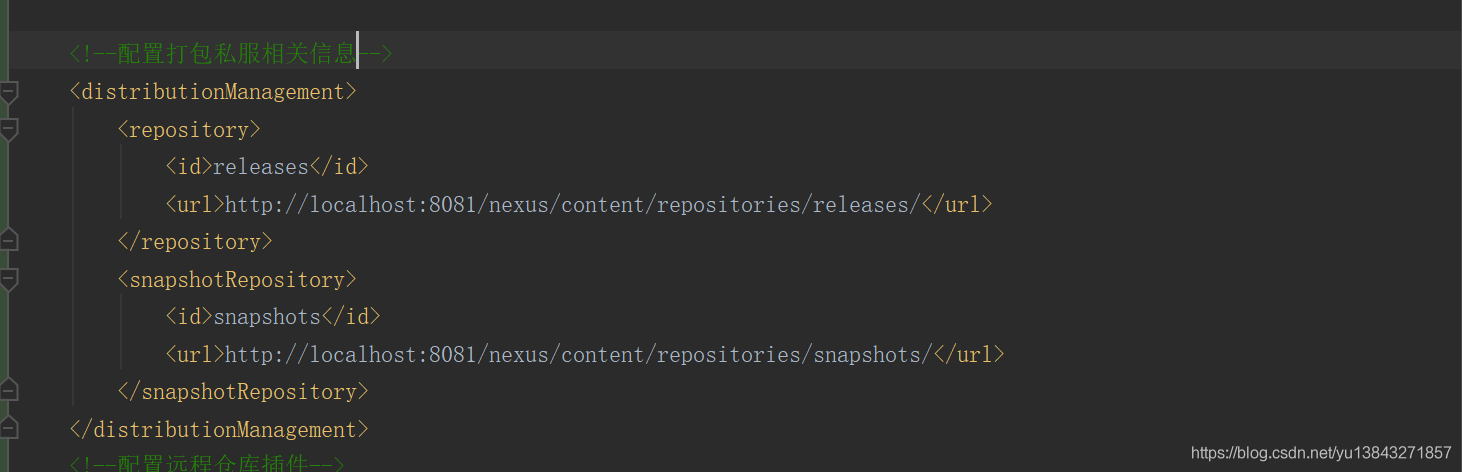 <!--配置打包私服相关信息-->
<distributionManagement>
<repository>
<id>releases</id>
<url>http://localhost:8081/nexus/content/repositories/releases/</url>
</repository>
<snapshotRepository>
<id>snapshots</id>
<url>http://localhost:8081/nexus/content/repositories/snapshots/</url>
</snapshotRepository>
</distributionManagement>
<!--配置远程仓库插件-->
https://blog.csdn.net/yu13843271857